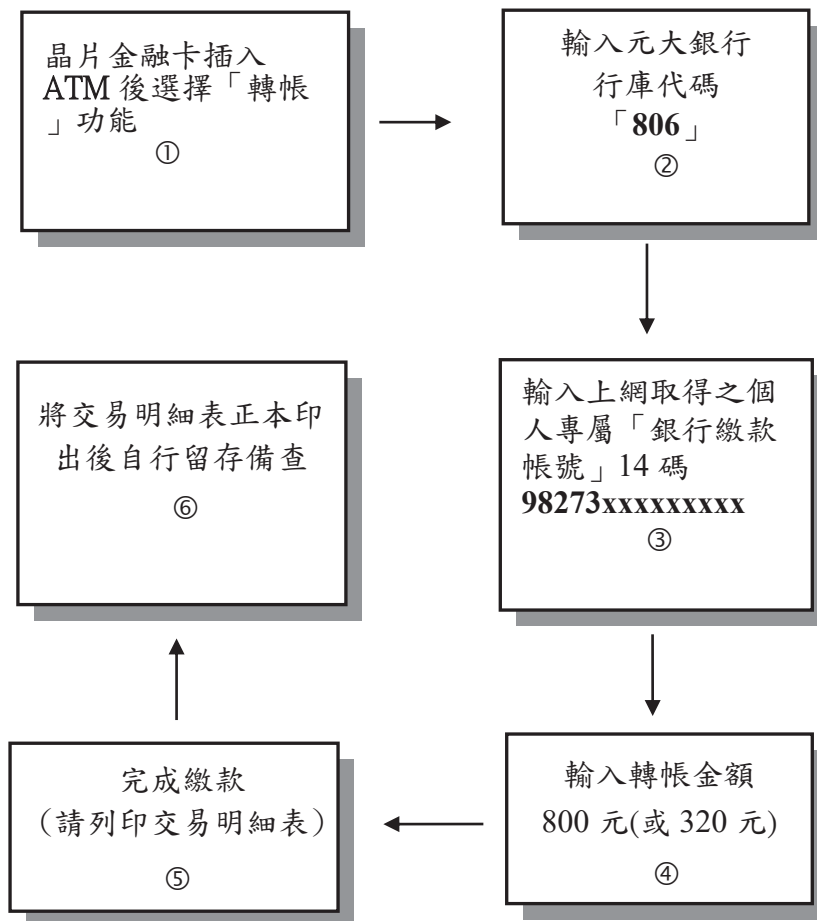 晶片金融卡插入
ATM 後選擇「轉帳
」功能
①
輸入元大銀行
行庫代碼
「806」
②
輸入上網取得之個
人專屬「銀行繳款
帳號」14 碼
98273xxxxxxxxx
③
輸入轉帳金額
800 元(或 320 元)
④
完成繳款
（請列印交易明細表）
⑤
將交易明細表正本印
出後自行留存備查
⑥